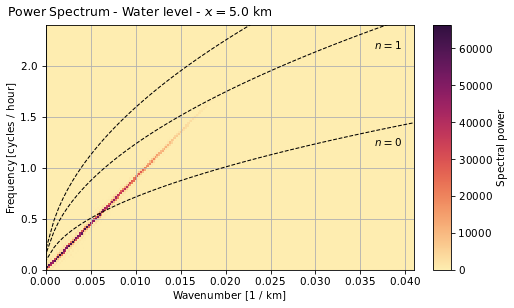 Power Spectrum - Water level - x = 5.0 km
Frequency [cycles / hour]
2.0
1.5
1.0
0.5
0.0
n = 1
n = 0
0.000 0.005 0.010 0.015 0.020 0.025 0.030 0.035 0.040
Wavenumber [1 / km]
60000
50000
40000
30000
20000
10000
0
Spectral power